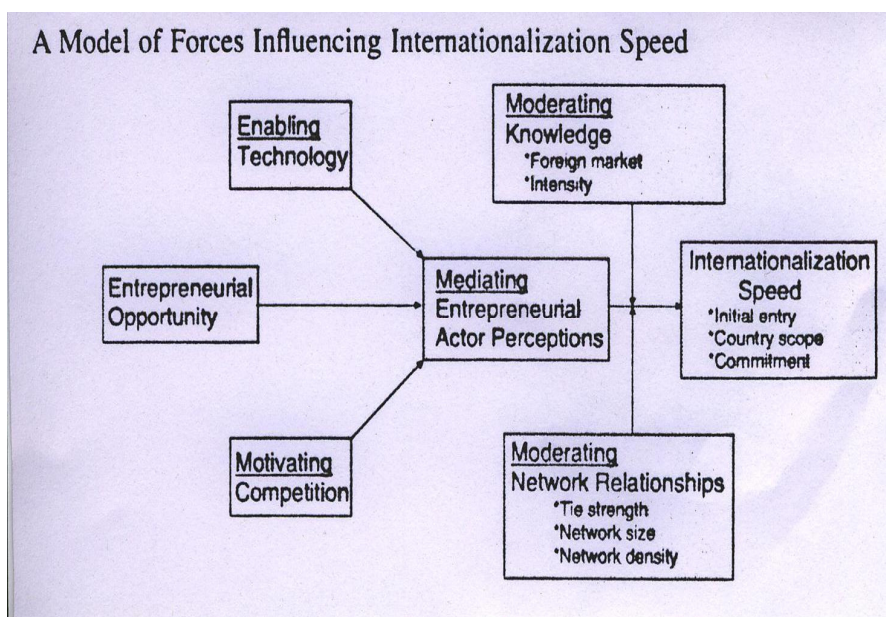 A Model of Forces Influencing Internationalization Speed
Enabling
Technology
Moderating
Knowledge
*Foreign market
*Intensity
Entrepreneurial
Opportunity
Mediating
Entrepreneurial
Actor Perceptions
Internationalization
Speed
*Initial entry
*Country scope
*Commitment
Motivating
Competition
Moderating
Network Relationships
*Tie strength
*Network size
*Network density